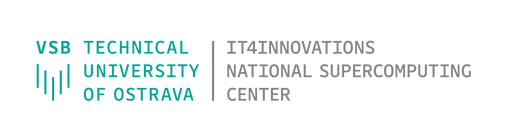 VSB TECHNICAL
UNIVERSITY
OF OSTRAVA
IT4INNOVATIONS
NATIONAL SUPERCOMPUTING
CENTER